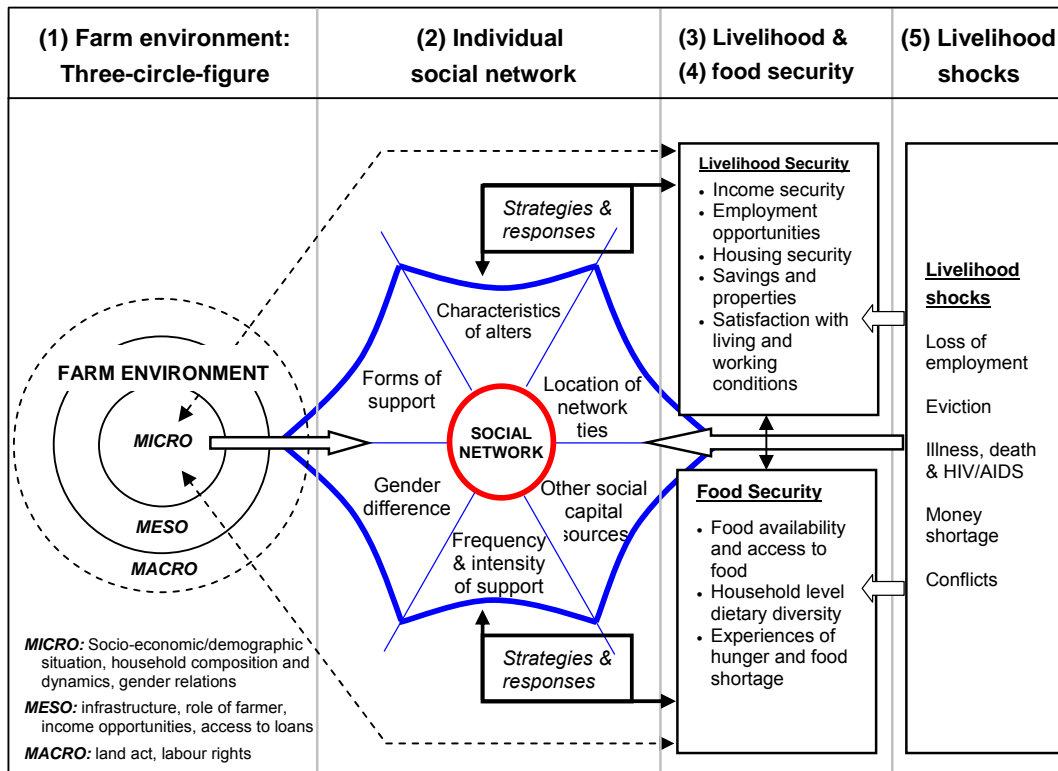 (1) Farm environment:
Three-circle-figure
(2) Individual
social network
(3) Livelihood &
(4) food security
(5) Livelihood
shocks
FARM ENVIRONMENT
MICRO
MESO
MACRO
MICRO: Socio-economic/demographic
situation, household composition and
dynamics, gender relations
MESO: infrastructure, role of farmer,
income opportunities, access to loans
MACRO: land act, labour rights
Strategies &
responses
Characteristics
of alters
Forms of
support
Location of
network
ties
SOCIAL
NETWORK
Gender
difference
Other social
capital
sources
Frequency
& intensity
of support
Strategies &
responses
Livelihood Security
• Income security
• Employment
opportunities
• Housing security
• Savings and
properties
• Satisfaction with
living and
working
conditions
Food Security
• Food availability
and access to
food
• Household level
dietary diversity
• Experiences of
hunger and food
shortage
Livelihood
shocks
Loss of
employment
Eviction
Illness, death
& HIV/AIDS
Money
shortage
Conflicts